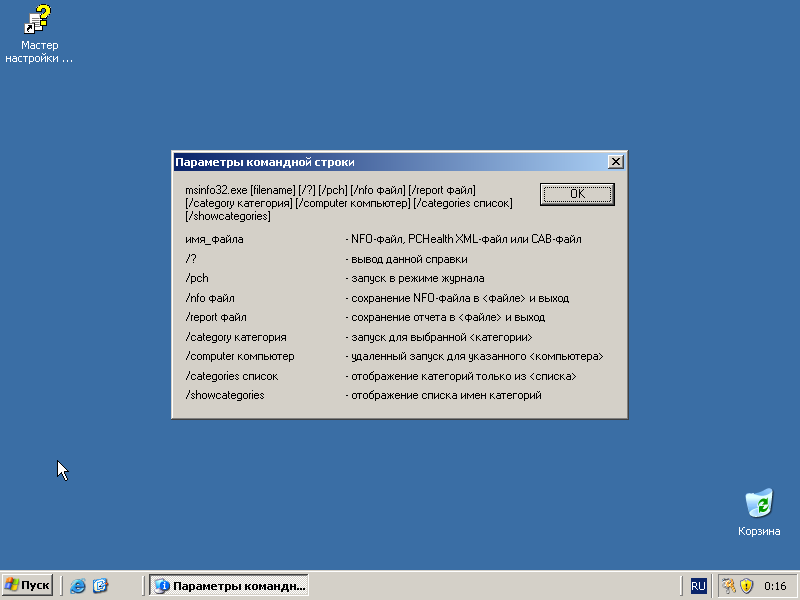 Мастер
настройки ...
Параметры командной строки
msinfo32.exe [filename] [/?] [/pch] [/nfo файл] [/report файл]
[/category категория] [/computer компьютер] [/categories список]
[/showcategories]
OK
имя_файла - NFO-файл, PCHealth XML-файл или CAB-файл
/? - вывод данной справки
/pch - запуск в режиме журнала
/nfo файл - сохранение NFO-файла в <файле> и выход
/report файл - сохранение отчета в <файле> и выход
/category категория - запуск для выбранной <категории>
/computer компьютер - удаленный запуск для указанного <компьютера>
/categories список - отображение категорий только из <списка>
/showcategories - отображение списка имен категорий
Корзина
Пуск
Параметры командн...
RU
0:16